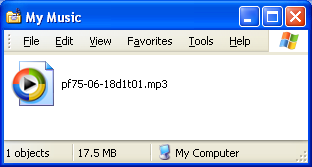 My Music
File Edit View Favorites Tools Help
pf75-06-18d1t01.mp3
1 objects 17.5 MB My Computer